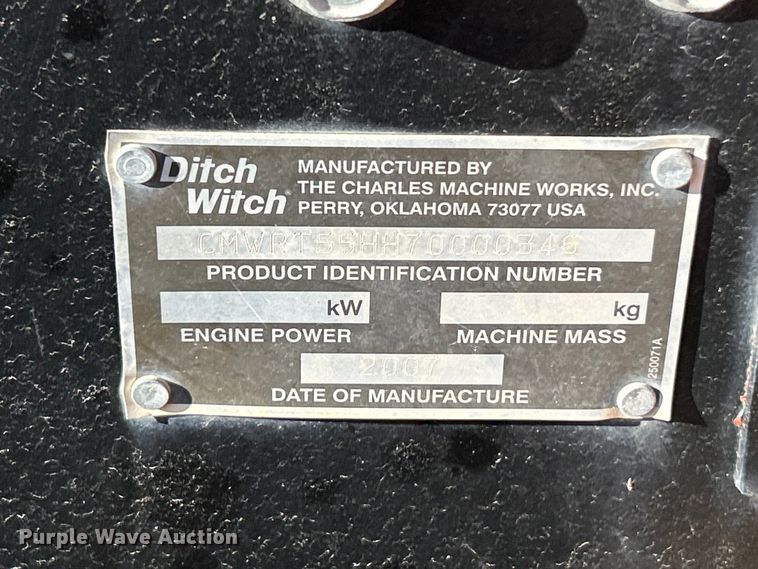 Ditch Witch
MANUFACTURED BY
THE CHARLES MACHINE WORKS, INC.
PERRY, OKLAHOMA 73077 USA
CMWRT55HH70000348
PRODUCT IDENTIFICATION NUMBER
kW
kg
ENGINE POWER
MACHINE MASS
2007
DATE OF MANUFACTURE
250071A
Purple Wave Auction